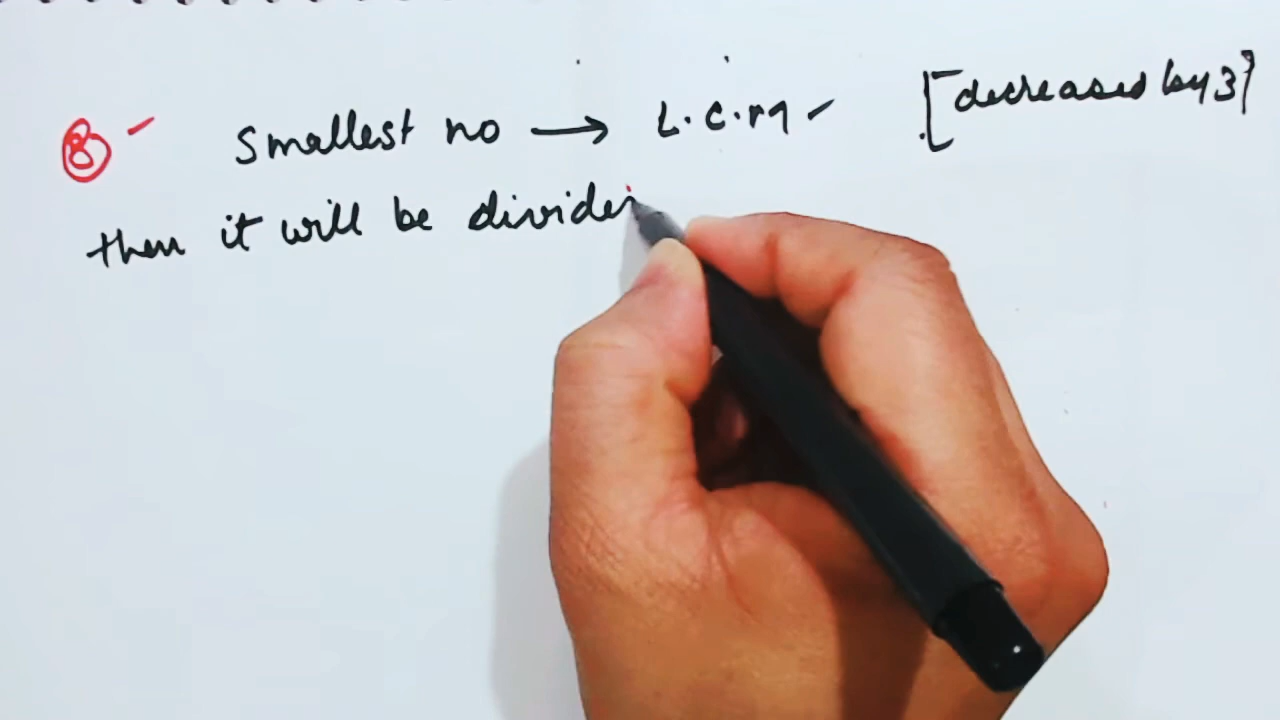 8 Smallest no → L.C.M [decreased by 3]
then it will be divide